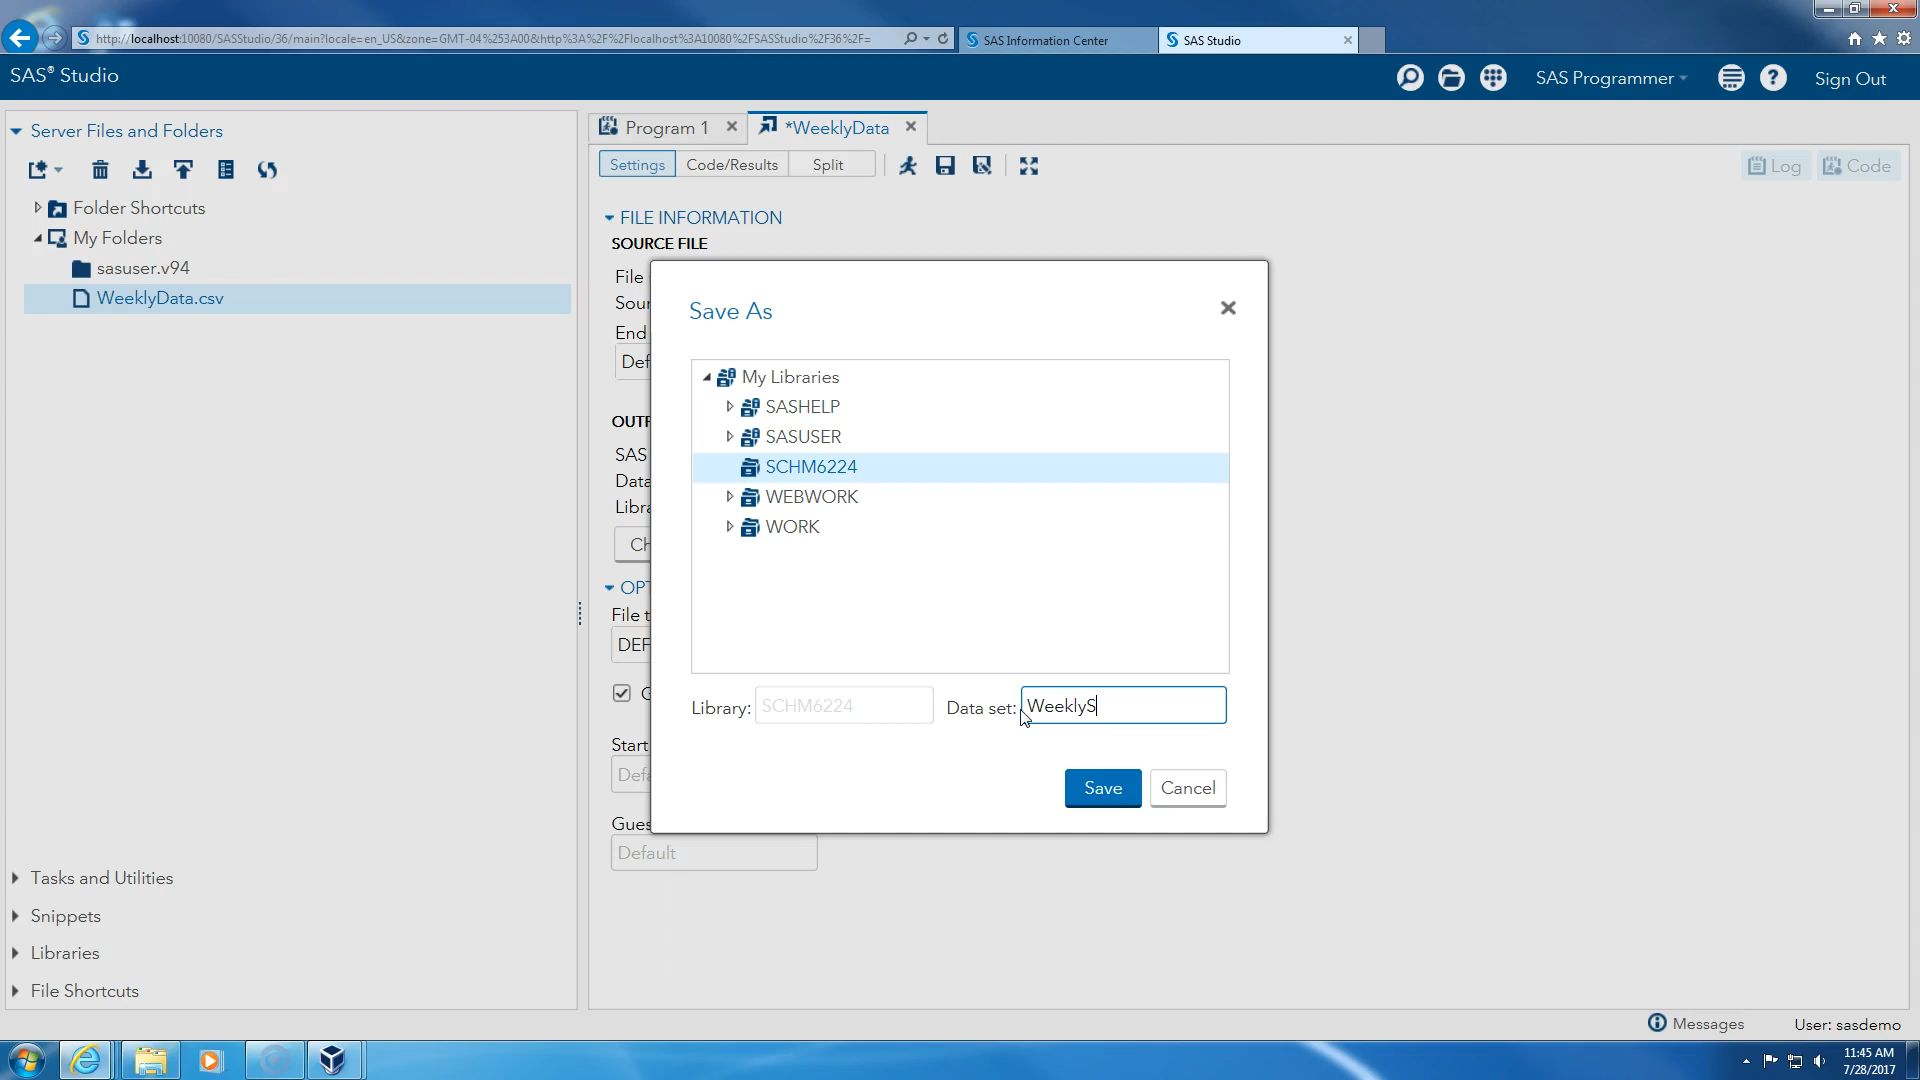 http://localhost:10080/SASStudio/36/main?locale=en_US&zone=GMT-04%253A00&http%3A%2F%2Flocalhost%3A10080%2FSASStudio%2F36%2F=
SAS Information Center
SAS Studio
SAS® Studio
SAS Programmer
Sign Out
Server Files and Folders
Folder Shortcuts
My Folders
sasuser.v94
WeeklyData.csv
Tasks and Utilities
Snippets
Libraries
File Shortcuts
Program 1
*WeeklyData
Settings
Code/Results
Split
Log
Code
FILE INFORMATION
SOURCE FILE
File
Sour
End
Def
OUTP
SAS
Data
Libra
Ch
OPT
File t
DEF
G
Start
Defa
Gues
Default
Save As
My Libraries
SASHELP
SASUSER
SCHM6224
WEBWORK
WORK
Library: SCHM6224
Data set: WeeklyS
Save
Cancel
Messages
User: sasdemo
11:45 AM
7/28/2017